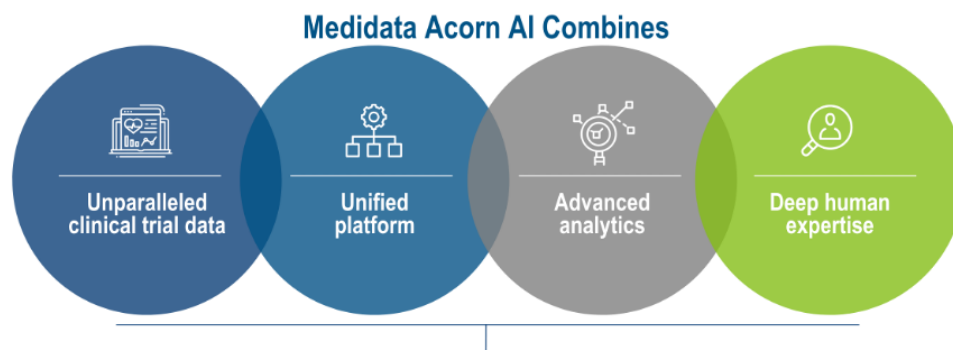 Medidata Acorn AI Combines
Unparalleled
clinical trial data
Unified
platform
Advanced
analytics
Deep human
expertise